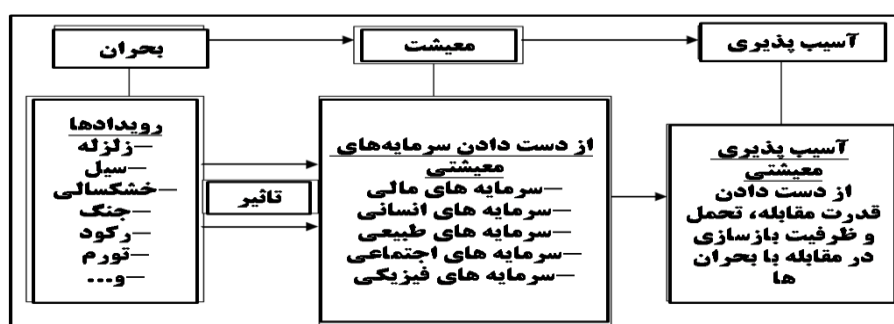 بحران
معیشت
آسیب پذیری
رویدادها
–زلزله
–سیل
–خشکسالی
–جنگ
–رکود
–تورم
–و...
تاثیر
از دست دادن سرمایه‌های
معیشتی
–سرمایه های مالی
–سرمایه های انسانی
–سرمایه های طبیعی
–سرمایه های اجتماعی
–سرمایه های فیزیکی
آسیب پذیری
معیشتی
از دست دادن
قدرت مقابله، تحمل
و ظرفیت بازسازی
در مقابله با بحران
ها